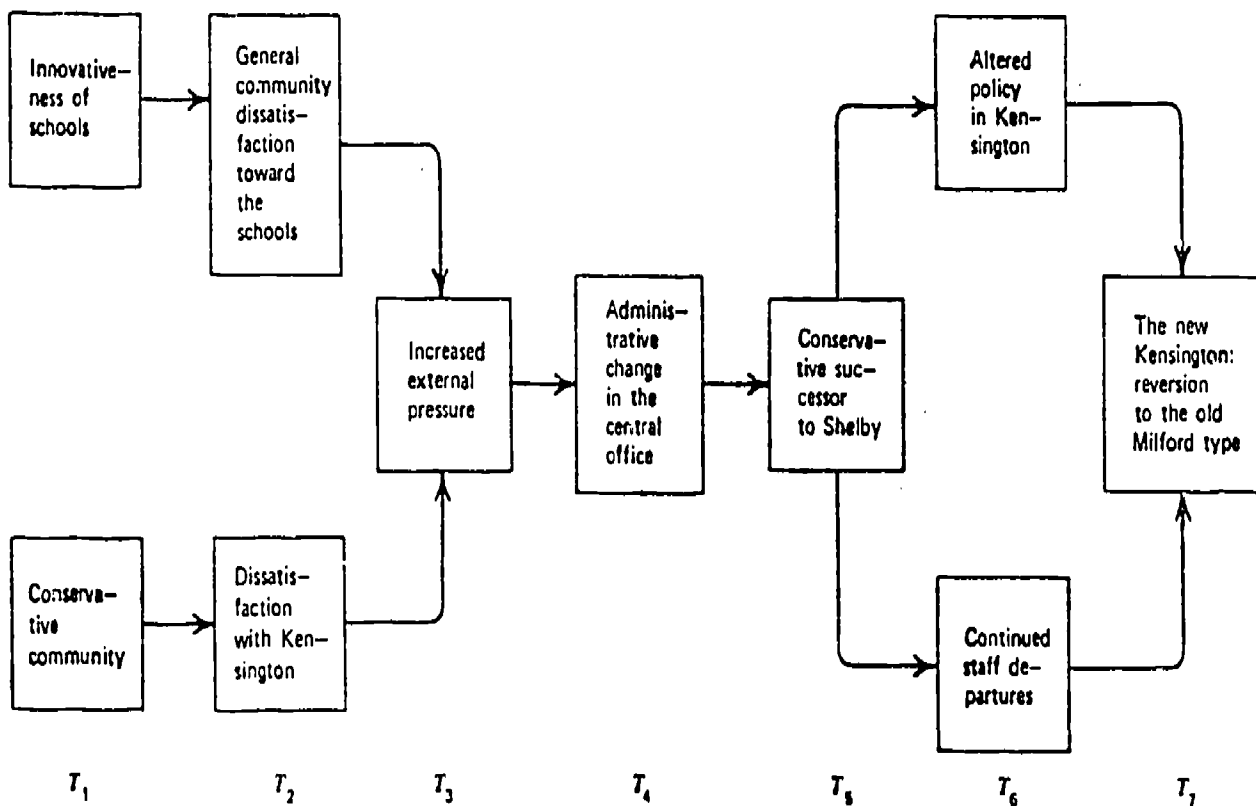 Innovative–
ness of
schools
General
community
dissatis–
faction
toward
the
schools
Increased
external
pressure
Conserva–
tive
community
Dissatis–
faction
with Ken–
sington
Adminis–
trative
change
in the
central
office
Conserva–
tive suc–
cessor
to Shelby
Altered
policy
in Ken–
sington
Continued
staff de–
partures
The new
Kensington:
reversion
to the old
Milford type
T₁ T₂ T₃ T₄ T₅ T₆ T₇